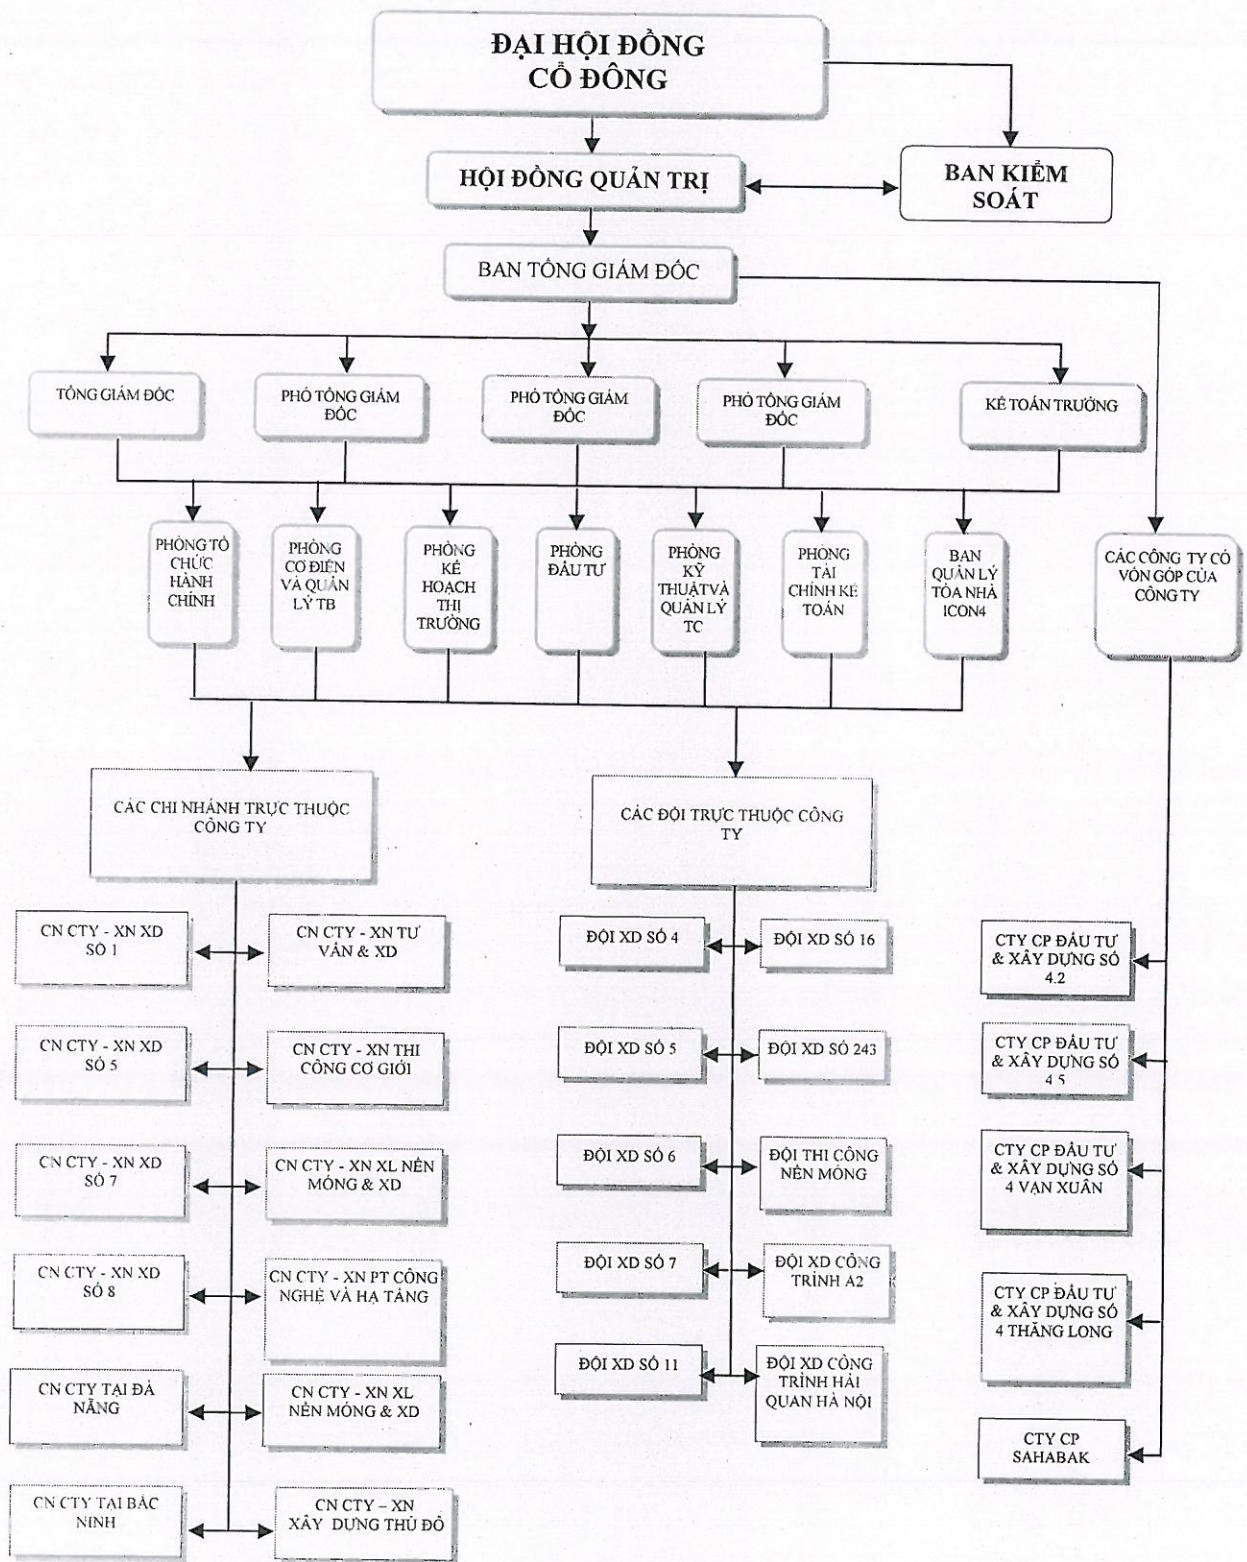 ĐẠI HỘI ĐỒNG
CỔ ĐÔNG
HỘI ĐỒNG QUẢN TRỊ
BAN KIỂM
SOÁT
BAN TỔNG GIÁM ĐỐC
TỔNG GIÁM ĐỐC
PHÓ TỔNG GIÁM
ĐỐC
PHÓ TỔNG GIÁM
ĐỐC
PHÓ TỔNG GIÁM
ĐỐC
KẾ TOÁN TRƯỞNG
PHÒNG TỔ
CHỨC
HÀNH
CHÍNH
PHÒNG
CƠ ĐIỆN
VÀ QUẢN
LÝ TB
PHÒNG
KẾ
HOẠCH
THỊ
TRƯỜNG
PHÒNG
ĐẦU TƯ
PHÒNG
KỸ
THUẬT VÀ
QUẢN LÝ
TC
PHÒNG
TÀI
CHÍNH KẾ
TOÁN
BAN
QUẢN LÝ
TÒA NHÀ
ICON4
CÁC CÔNG TY CÓ
VỐN GÓP CỦA
CÔNG TY
CÁC CHI NHÁNH TRỰC THUỘC
CÔNG TY
CÁC ĐỘI TRỰC THUỘC CÔNG
TY
CN CTY - XN XD
SỐ 1
CN CTY - XN TƯ
VẤN & XD
CN CTY - XN XD
SỐ 5
CN CTY - XN THI
CÔNG CƠ GIỚI
CN CTY - XN XD
SỐ 7
CN CTY - XN XL NỀN
MÓNG & XD
CN CTY - XN XD
SỐ 8
CN CTY - XN PT CÔNG
NGHỆ VÀ HẠ TẦNG
CN CTY TẠI ĐÀ
NẴNG
CN CTY - XN XL
NỀN MÓNG & XD
CN CTY TẠI BẮC
NINH
CN CTY – XN
XÂY DỰNG THỦ ĐÔ
ĐỘI XD SỐ 4
ĐỘI XD SỐ 16
ĐỘI XD SỐ 5
ĐỘI XD SỐ 243
ĐỘI XD SỐ 6
ĐỘI THI CÔNG
NỀN MÓNG
ĐỘI XD SỐ 7
ĐỘI XD CÔNG
TRÌNH A2
ĐỘI XD SỐ 11
ĐỘI XD CÔNG
TRÌNH HẢI
QUAN HÀ NỘI
CTY CP ĐẦU TƯ
& XÂY DỰNG SỐ
4.2
CTY CP ĐẦU TƯ
& XÂY DỰNG SỐ
4 5
CTY CP ĐẦU TƯ
& XÂY DỰNG SỐ
4 VẠN XUÂN
CTY CP ĐẦU TƯ
& XÂY DỰNG SỐ
4 THĂNG LONG
CTY CP
SAHABAK